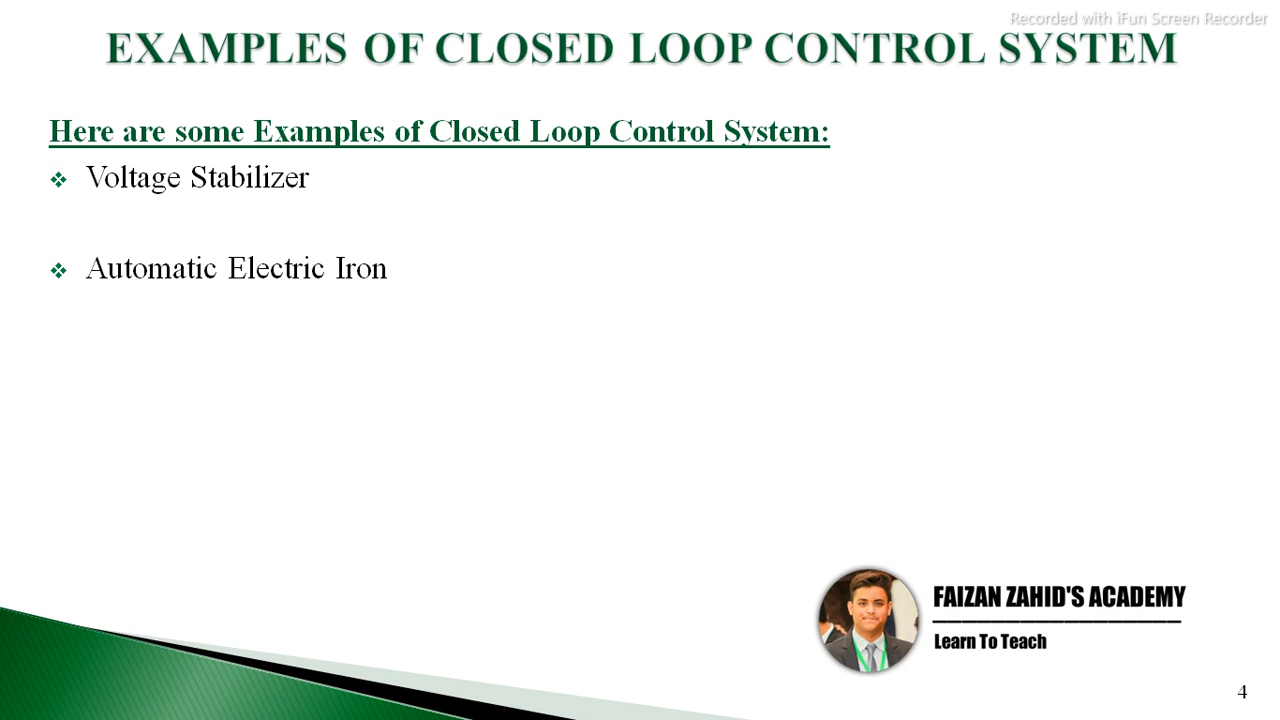 Recorded with iFun Screen Recorder
EXAMPLES OF CLOSED LOOP CONTROL SYSTEM
Here are some Examples of Closed Loop Control System:
❖ Voltage Stabilizer
❖ Automatic Electric Iron
FAIZAN ZAHID'S ACADEMY
Learn To Teach
4